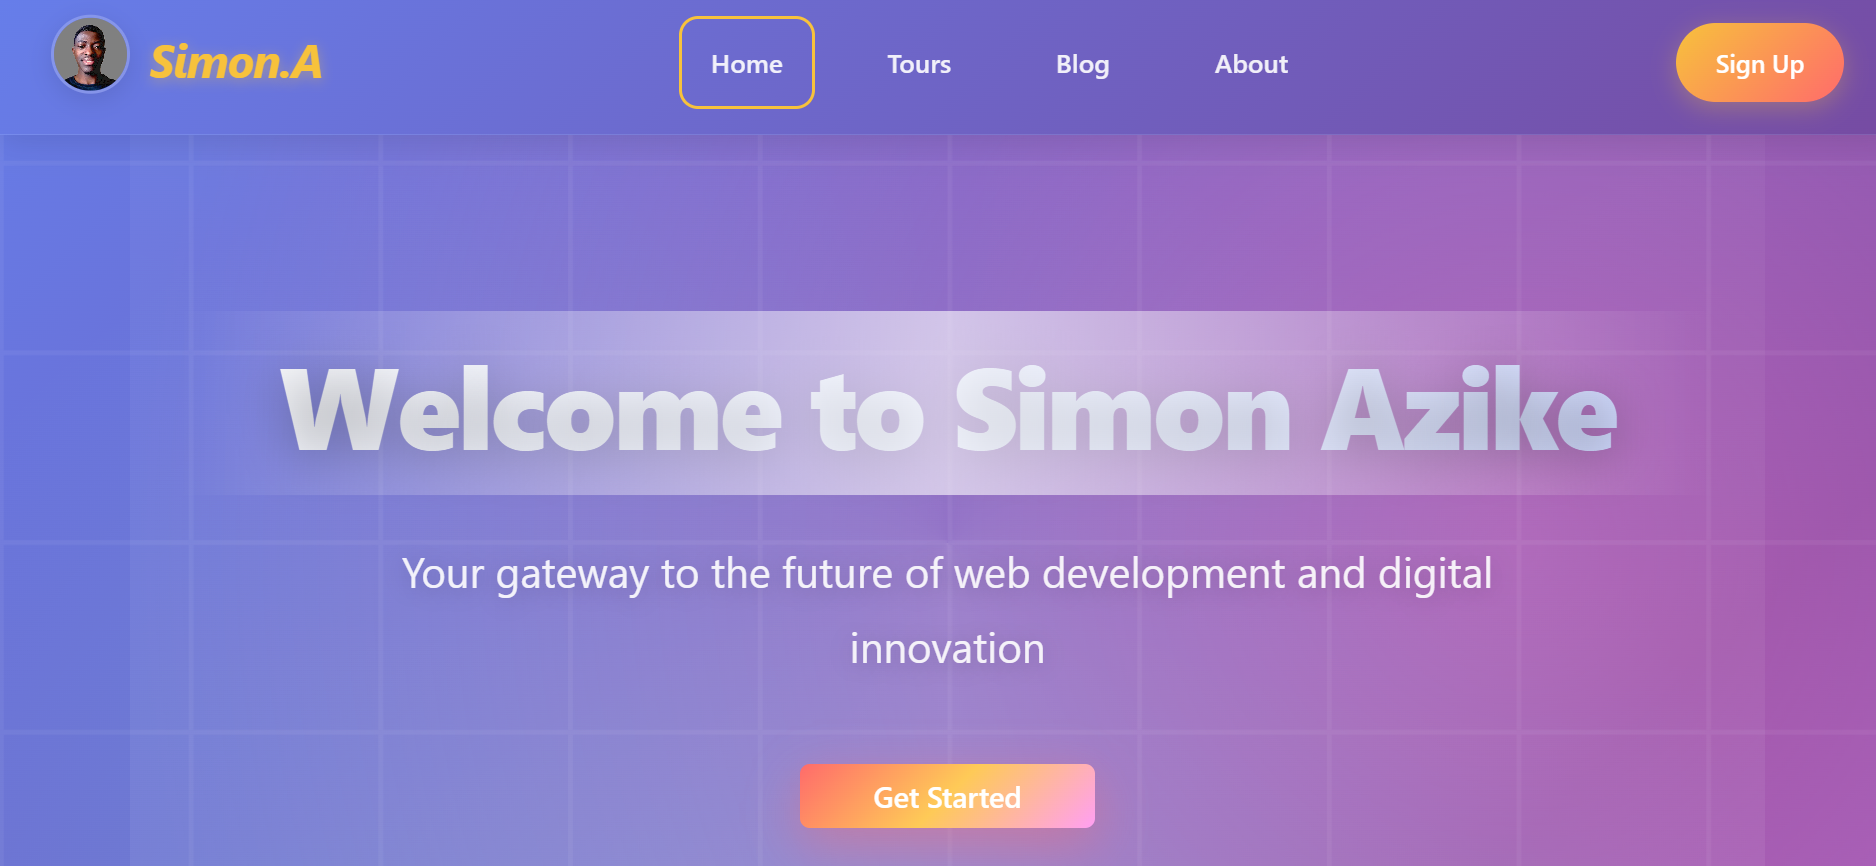 Simon.A
Home
Tours
Blog
About
Sign Up
Welcome to Simon Azike
Your gateway to the future of web development and digital
innovation
Get Started